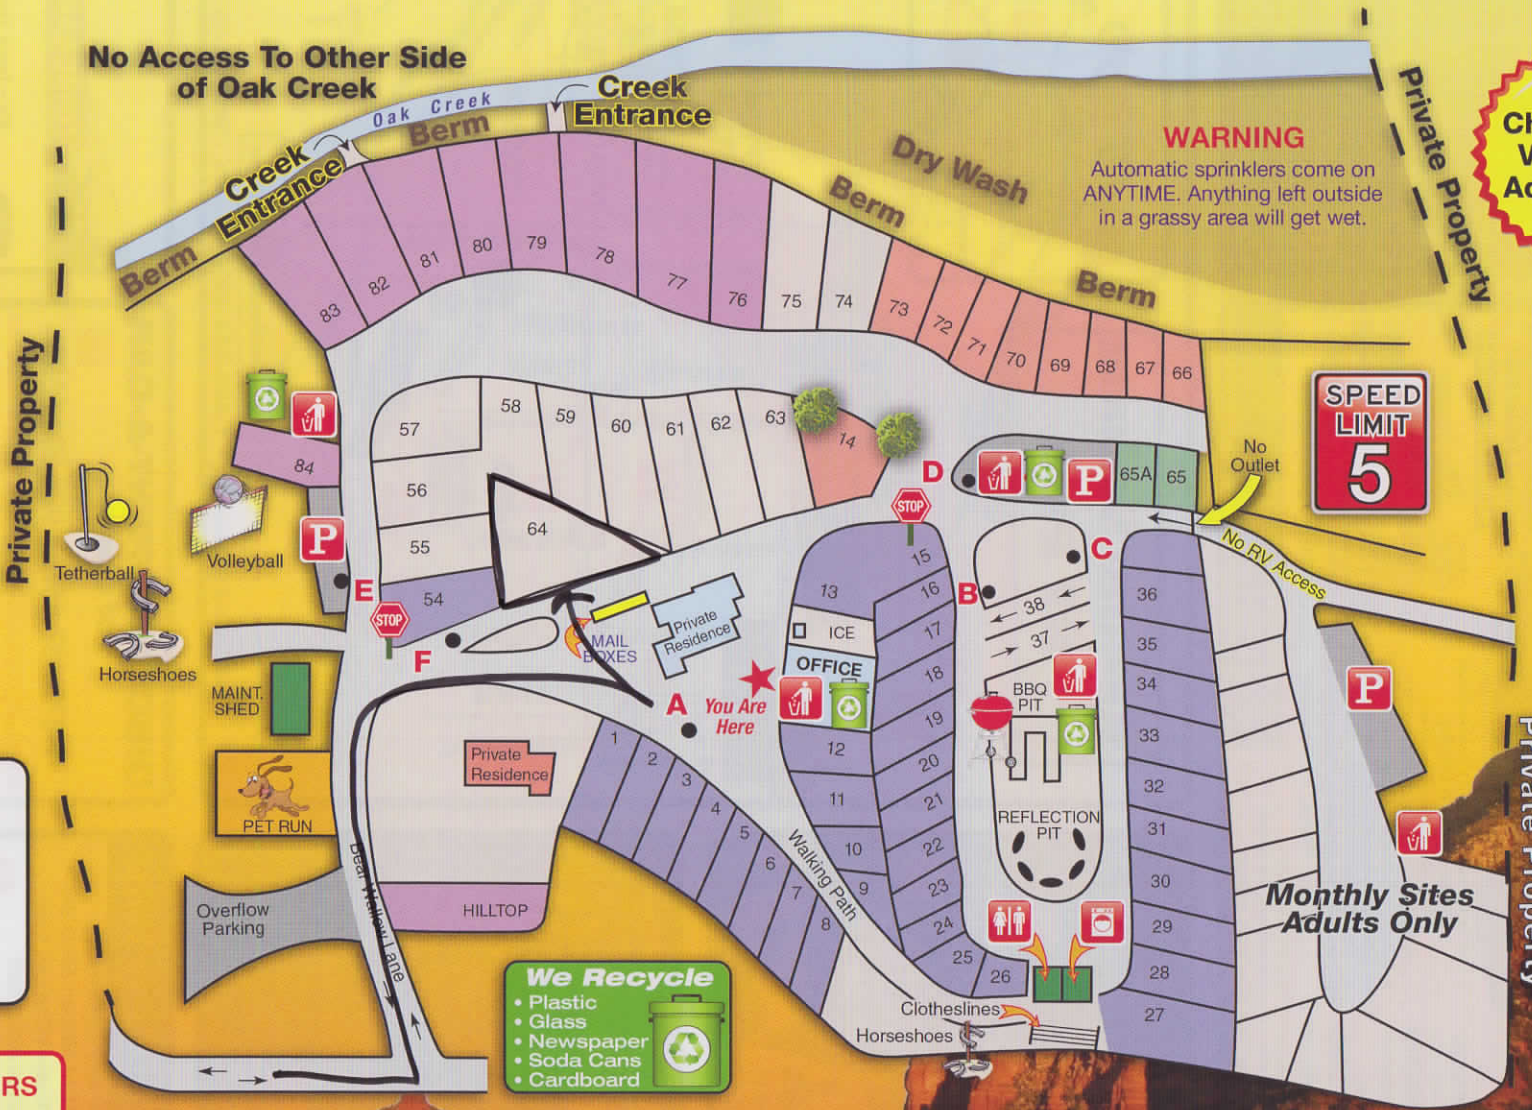 No Access To Other Side
of Oak Creek
Oak Creek
Creek
Entrance
Berm
Creek
Entrance
Berm
Dry Wash
Berm
Berm
WARNING
Automatic sprinklers come on
ANYTIME. Anything left outside
in a grassy area will get wet.
Private Property
83
82
81
80
79
78
77
76
75
74
73
72
71
70
69
68
67
66
SPEED
LIMIT
5
No
Outlet
No RV Access
Private Property
84
P
Tetherball
Volleyball
Horseshoes
57
58
59
60
61
62
63
14
56
55
64
54
E
STOP
F
D
STOP
P
65A
65
C
B
MAIL
BOXES
Private
Residence
A
You Are
Here
13
ICE
OFFICE
12
11
10
9
15
16
17
18
19
20
21
22
23
24
25
26
38
37
BBQ
PIT
REFLECTION
PIT
36
35
34
33
32
31
30
29
28
27
P
Monthly Sites
Adults Only
Private Property
MAINT.
SHED
PET RUN
Private
Residence
1
2
3
4
5
6
7
8
Walking Path
HILLTOP
Overflow
Parking
Bear Wallow Lane
We Recycle
• Plastic
• Glass
• Newspaper
• Soda Cans
• Cardboard
Clotheslines
Horseshoes
RS